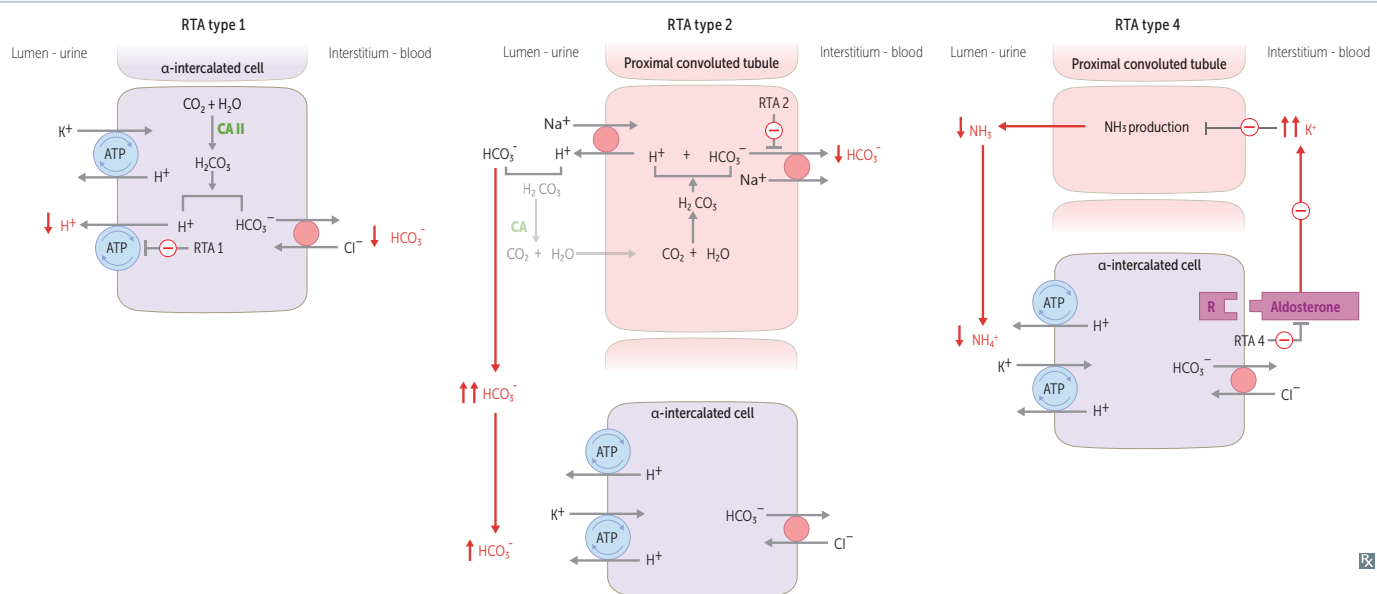 RTA type 1
Lumen - urine
Interstitium - blood
α-intercalated cell
CO₂ + H₂O
CA II
H₂CO₃
K⁺
ATP
H⁺
↓ H⁺
H⁺
HCO₃⁻
ATP
− RTA 1
Cl⁻
↓ HCO₃⁻
RTA type 2
Lumen - urine
Interstitium - blood
Proximal convoluted tubule
RTA 2
−
Na⁺
HCO₃⁻
H⁺
H⁺ + HCO₃⁻
↓ HCO₃⁻
Na⁺
H₂ CO₃
H₂ CO₃
CA
CO₂ + H₂O
CO₂ + H₂O
↑↑ HCO₃⁻
α-intercalated cell
ATP
H⁺
K⁺
HCO₃⁻
ATP
↑ HCO₃⁻
H⁺
Cl⁻
RTA type 4
Lumen - urine
Interstitium - blood
Proximal convoluted tubule
↓ NH₃
NH₃ production
−
↑↑ K⁺
−
α-intercalated cell
ATP
R
Aldosterone
H⁺
↓ NH₄⁺
RTA 4 −
K⁺
HCO₃⁻
ATP
Cl⁻
H⁺
Rx